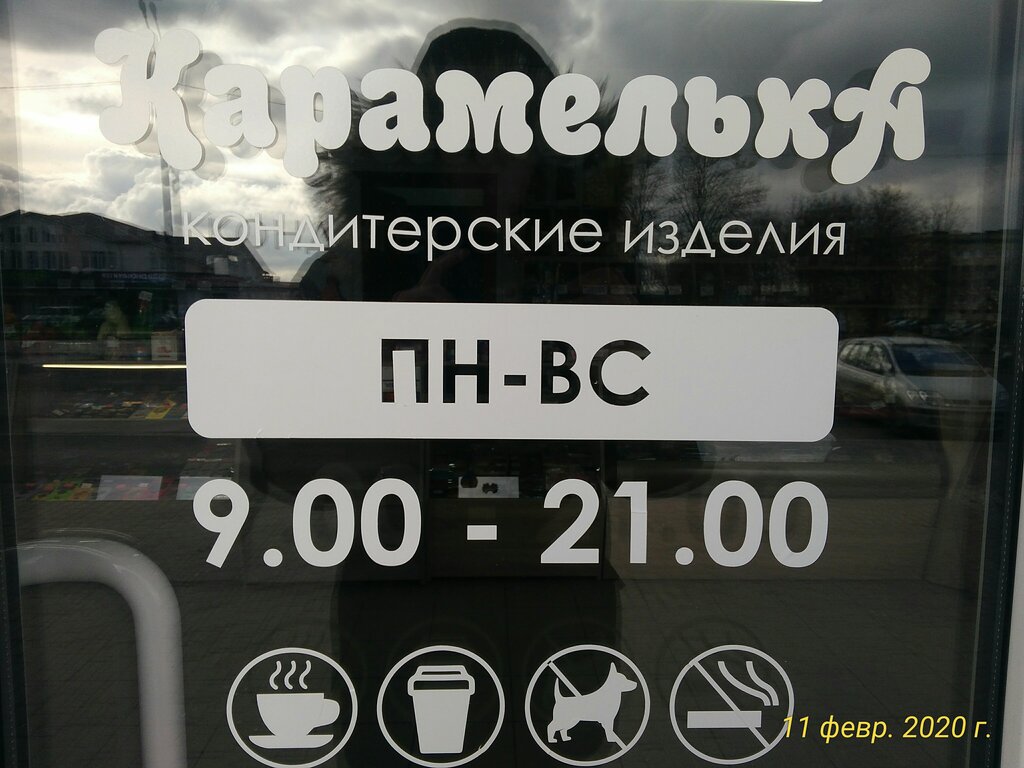 Карамелька
кондитерские изделия
ПН-ВС
9.00 - 21.00
11 февр. 2020 г.